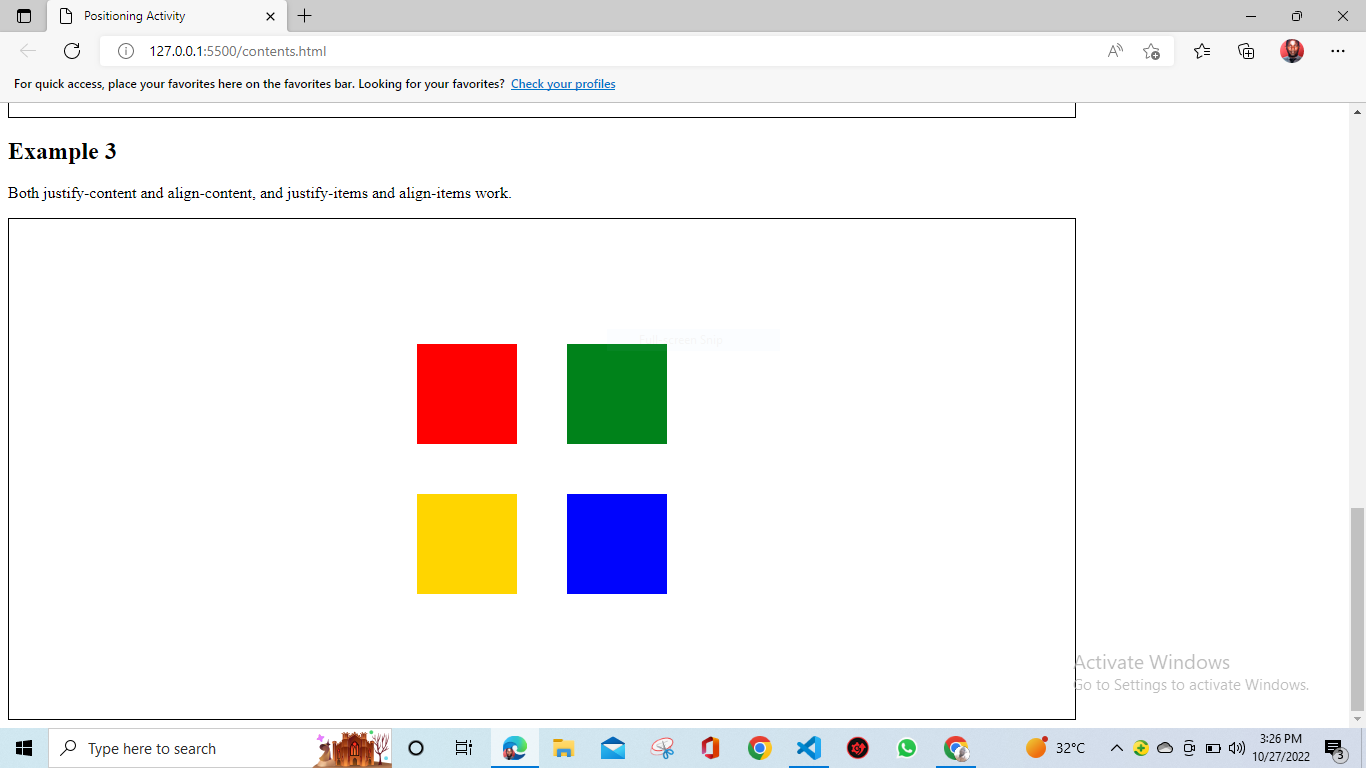 Positioning Activity
127.0.0.1:5500/contents.html
For quick access, place your favorites here on the favorites bar. Looking for your favorites? Check your profiles
Example 3
Both justify-content and align-content, and justify-items and align-items work.
Activate Windows
Go to Settings to activate Windows.
Type here to search
32°C
3:26 PM
10/27/2022
3